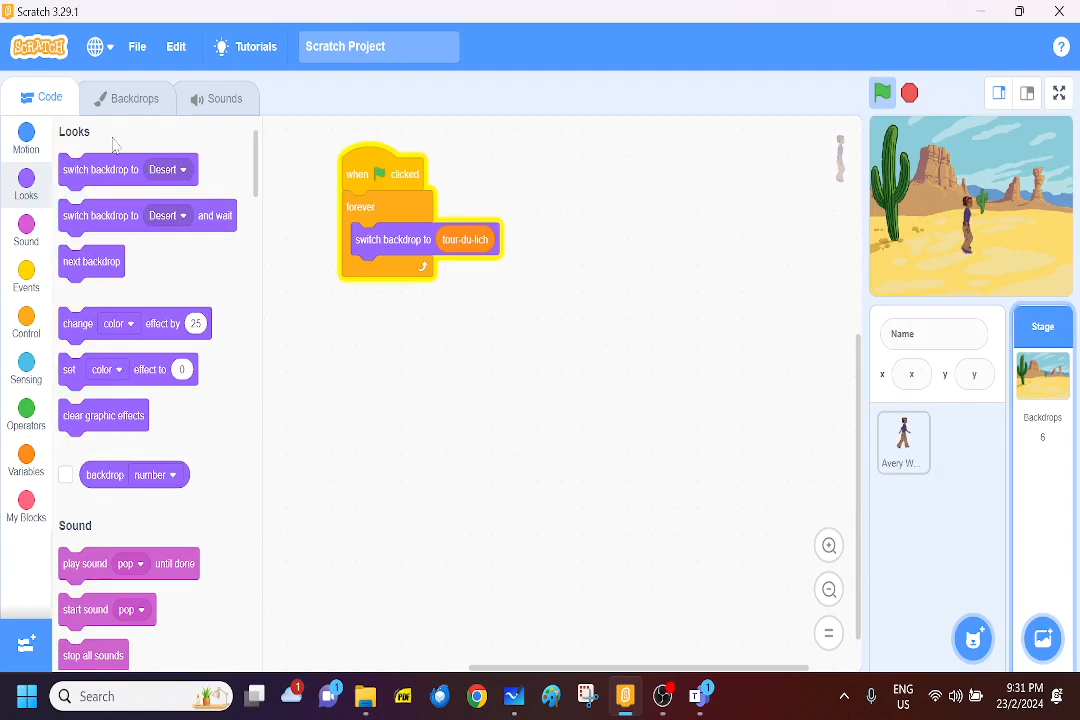 Scratch 3.29.1
SCRATCH File Edit Tutorials Scratch Project ?
Code Backdrops Sounds
Motion
Looks
Sound
Events
Control
Sensing
Operators
Variables
My Blocks
Looks
switch backdrop to Desert
switch backdrop to Desert and wait
next backdrop
change color effect by 25
set color effect to 0
clear graphic effects
backdrop number
Sound
play sound pop until done
start sound pop
stop all sounds
when clicked
forever
switch backdrop to tour-du-lich
Name
x x y y
Avery W...
Stage
Backdrops
6
Search
1
1
PDF
1
ENG
US
9:31 PM
23/2/2024